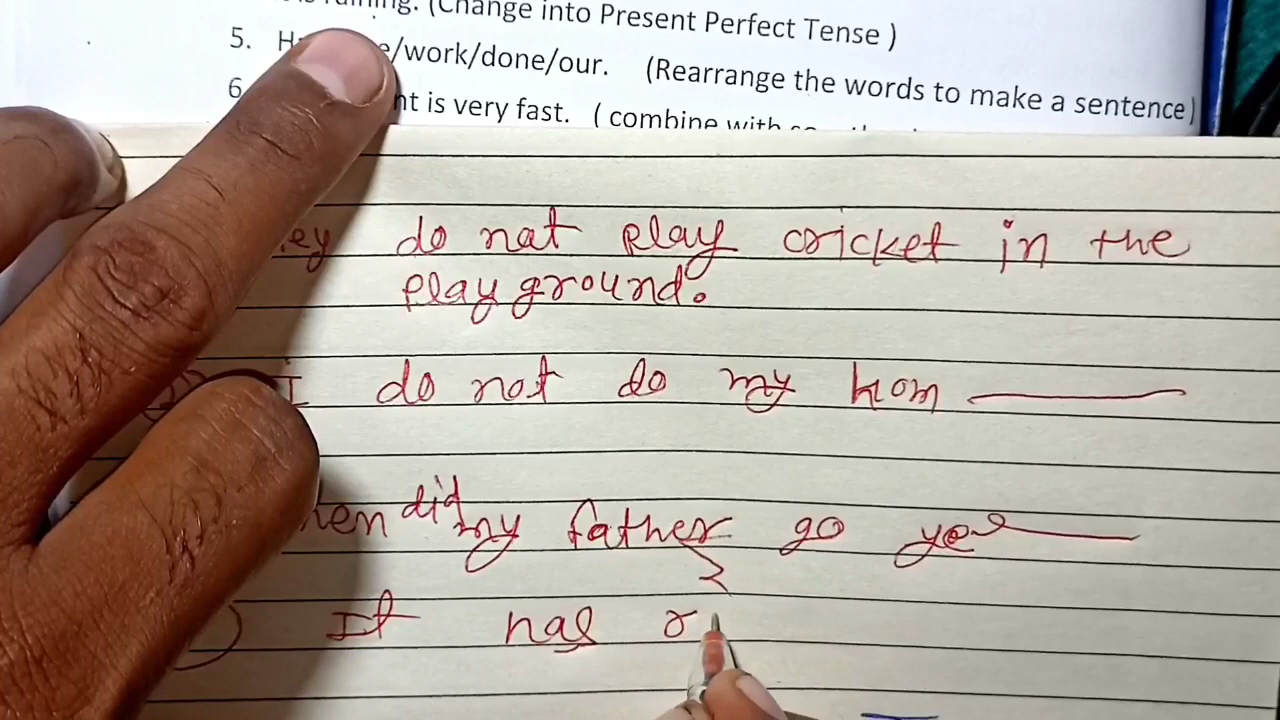 ning. (Change into Present Perfect Tense )
5. H e/work/done/our. (Rearrange the words to make a sentence)
6 nt is very fast. ( combine with
ey do not play cricket in the
play ground.
I do not do my hom
hen did my father go ye
It has r